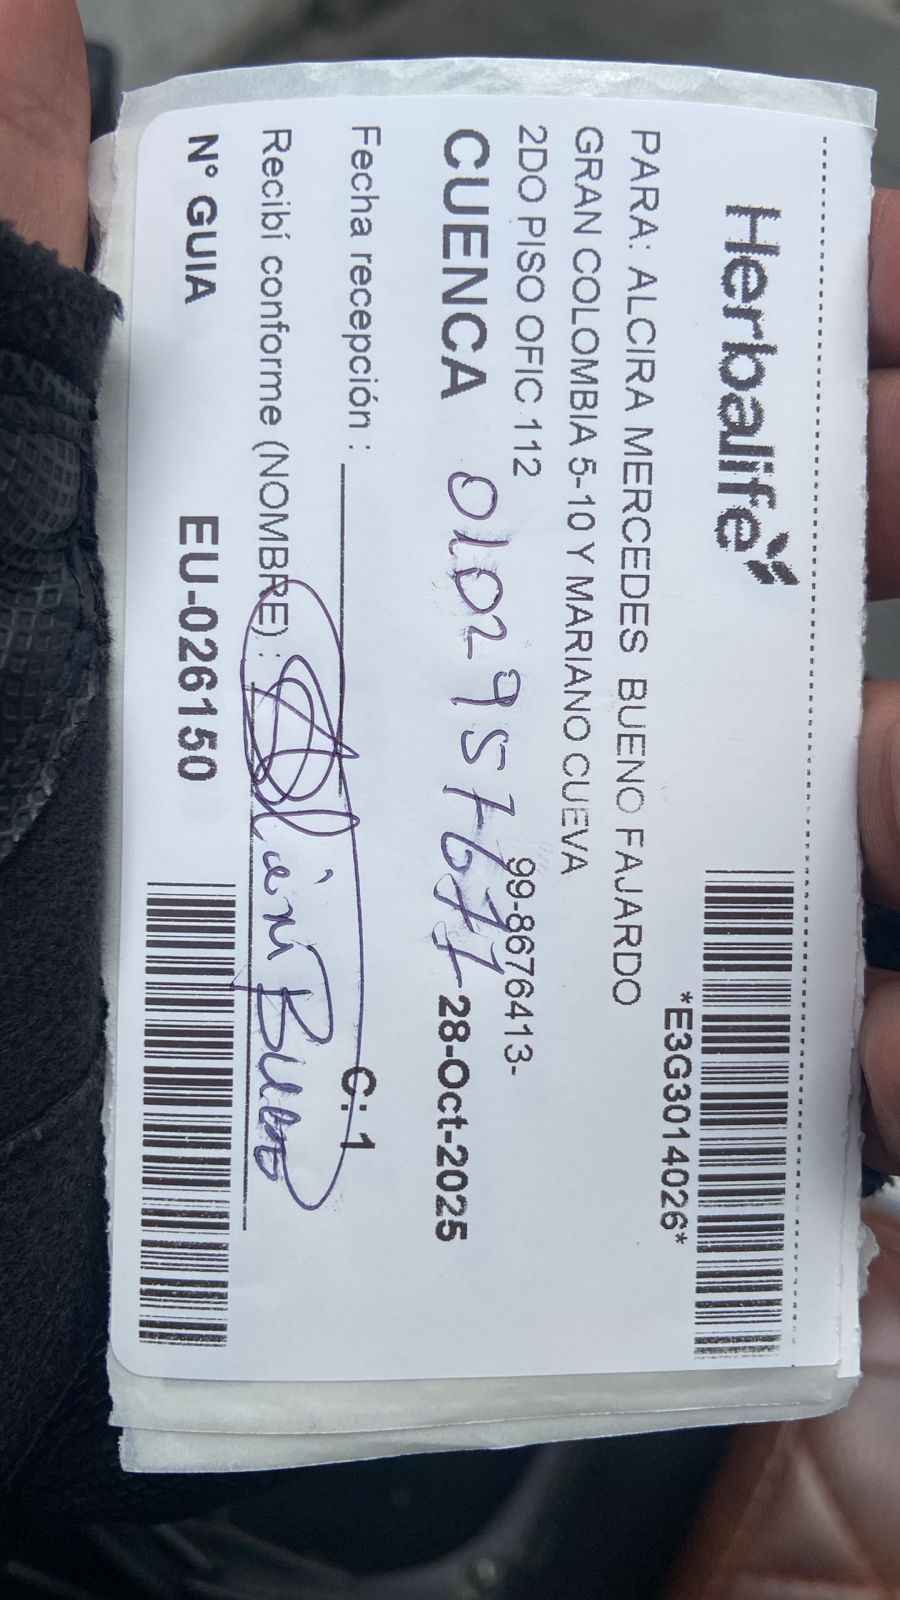 Herbalife
*E3G3014026*
PARA: ALCIRA MERCEDES BUENO FAJARDO
GRAN COLOMBIA 5-10 Y MARIANO CUEVA
2DO PISO OFIC 112
99-8676413-
CUENCA 28-Oct-2025
Fecha recepción :
C: 1
Recibí conforme (NOMBRE) :
N° GUIA EU-026150